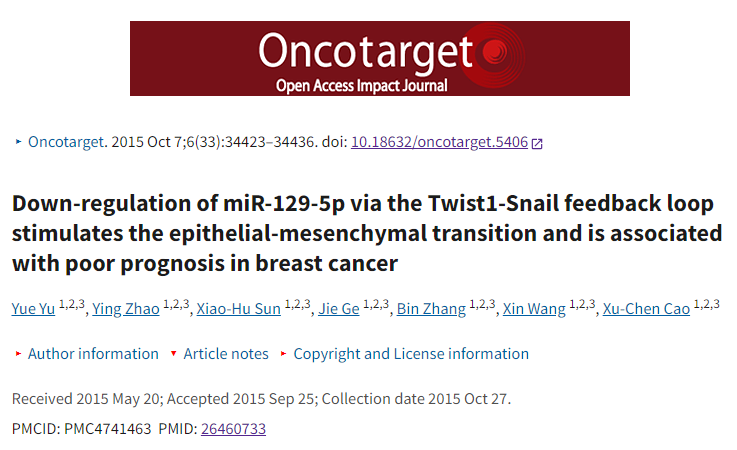 Oncotarget
Open Access Impact Journal
Oncotarget. 2015 Oct 7;6(33):34423–34436. doi: 10.18632/oncotarget.5406
Down-regulation of miR-129-5p via the Twist1-Snail feedback loop
stimulates the epithelial-mesenchymal transition and is associated
with poor prognosis in breast cancer
Yue Yu 1,2,3, Ying Zhao 1,2,3, Xiao-Hu Sun 1,2,3, Jie Ge 1,2,3, Bin Zhang 1,2,3, Xin Wang 1,2,3, Xu-Chen Cao 1,2,3
Author information Article notes Copyright and License information
Received 2015 May 20; Accepted 2015 Sep 25; Collection date 2015 Oct 27.
PMCID: PMC4741463 PMID: 26460733